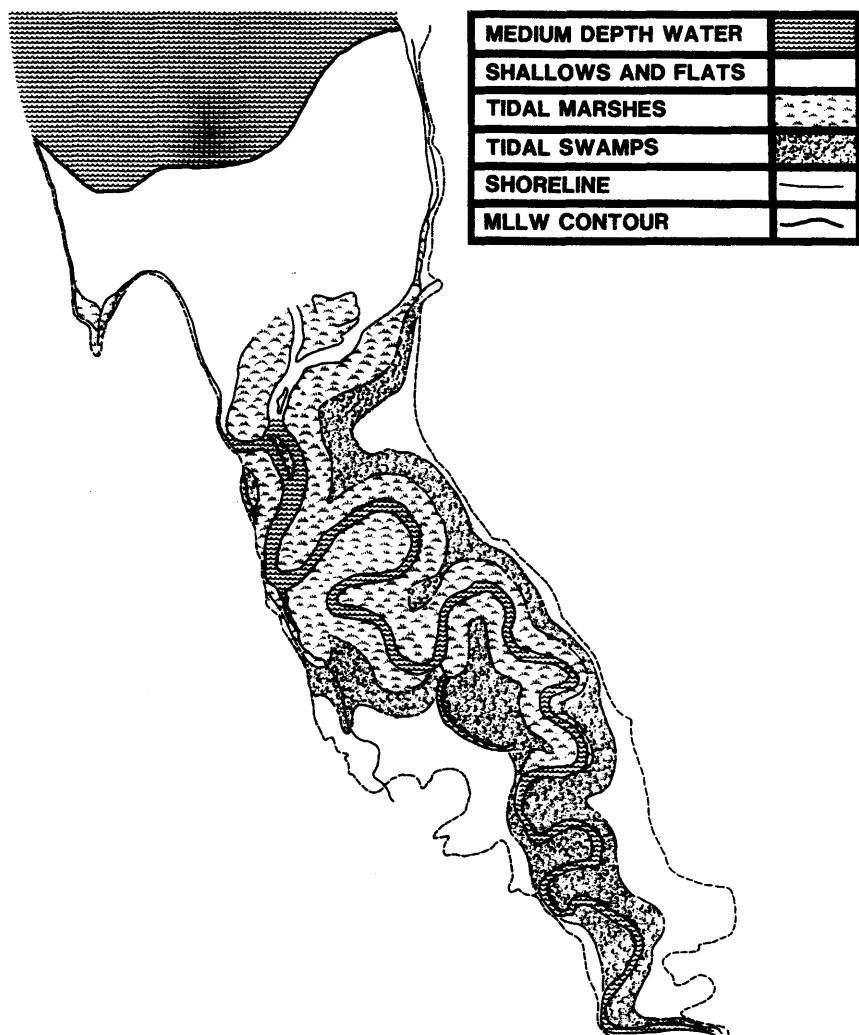 MEDIUM DEPTH WATER
SHALLOWS AND FLATS
TIDAL MARSHES
TIDAL SWAMPS
SHORELINE
MLLW CONTOUR